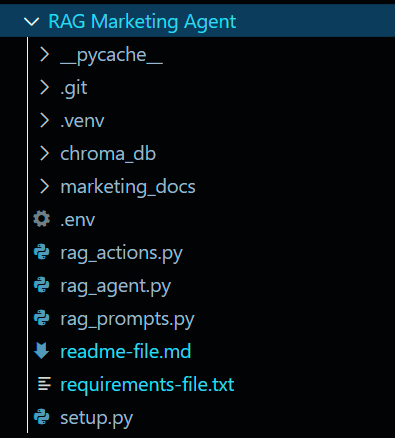 RAG Marketing Agent
__pycache__
.git
.venv
chroma_db
marketing_docs
.env
rag_actions.py
rag_agent.py
rag_prompts.py
readme-file.md
requirements-file.txt
setup.py